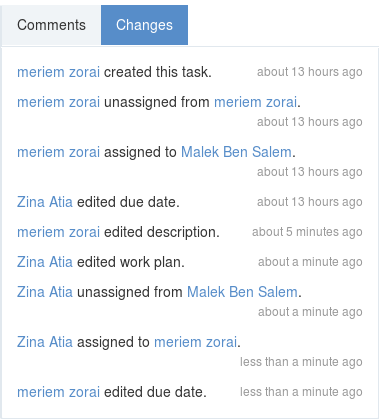 Comments Changes
meriem zorai created this task. about 13 hours ago
meriem zorai unassigned from meriem zorai.
about 13 hours ago
meriem zorai assigned to Malek Ben Salem.
about 13 hours ago
Zina Atia edited due date. about 13 hours ago
meriem zorai edited description. about 5 minutes ago
Zina Atia edited work plan. about a minute ago
Zina Atia unassigned from Malek Ben Salem.
about a minute ago
Zina Atia assigned to meriem zorai.
less than a minute ago
meriem zorai edited due date. less than a minute ago